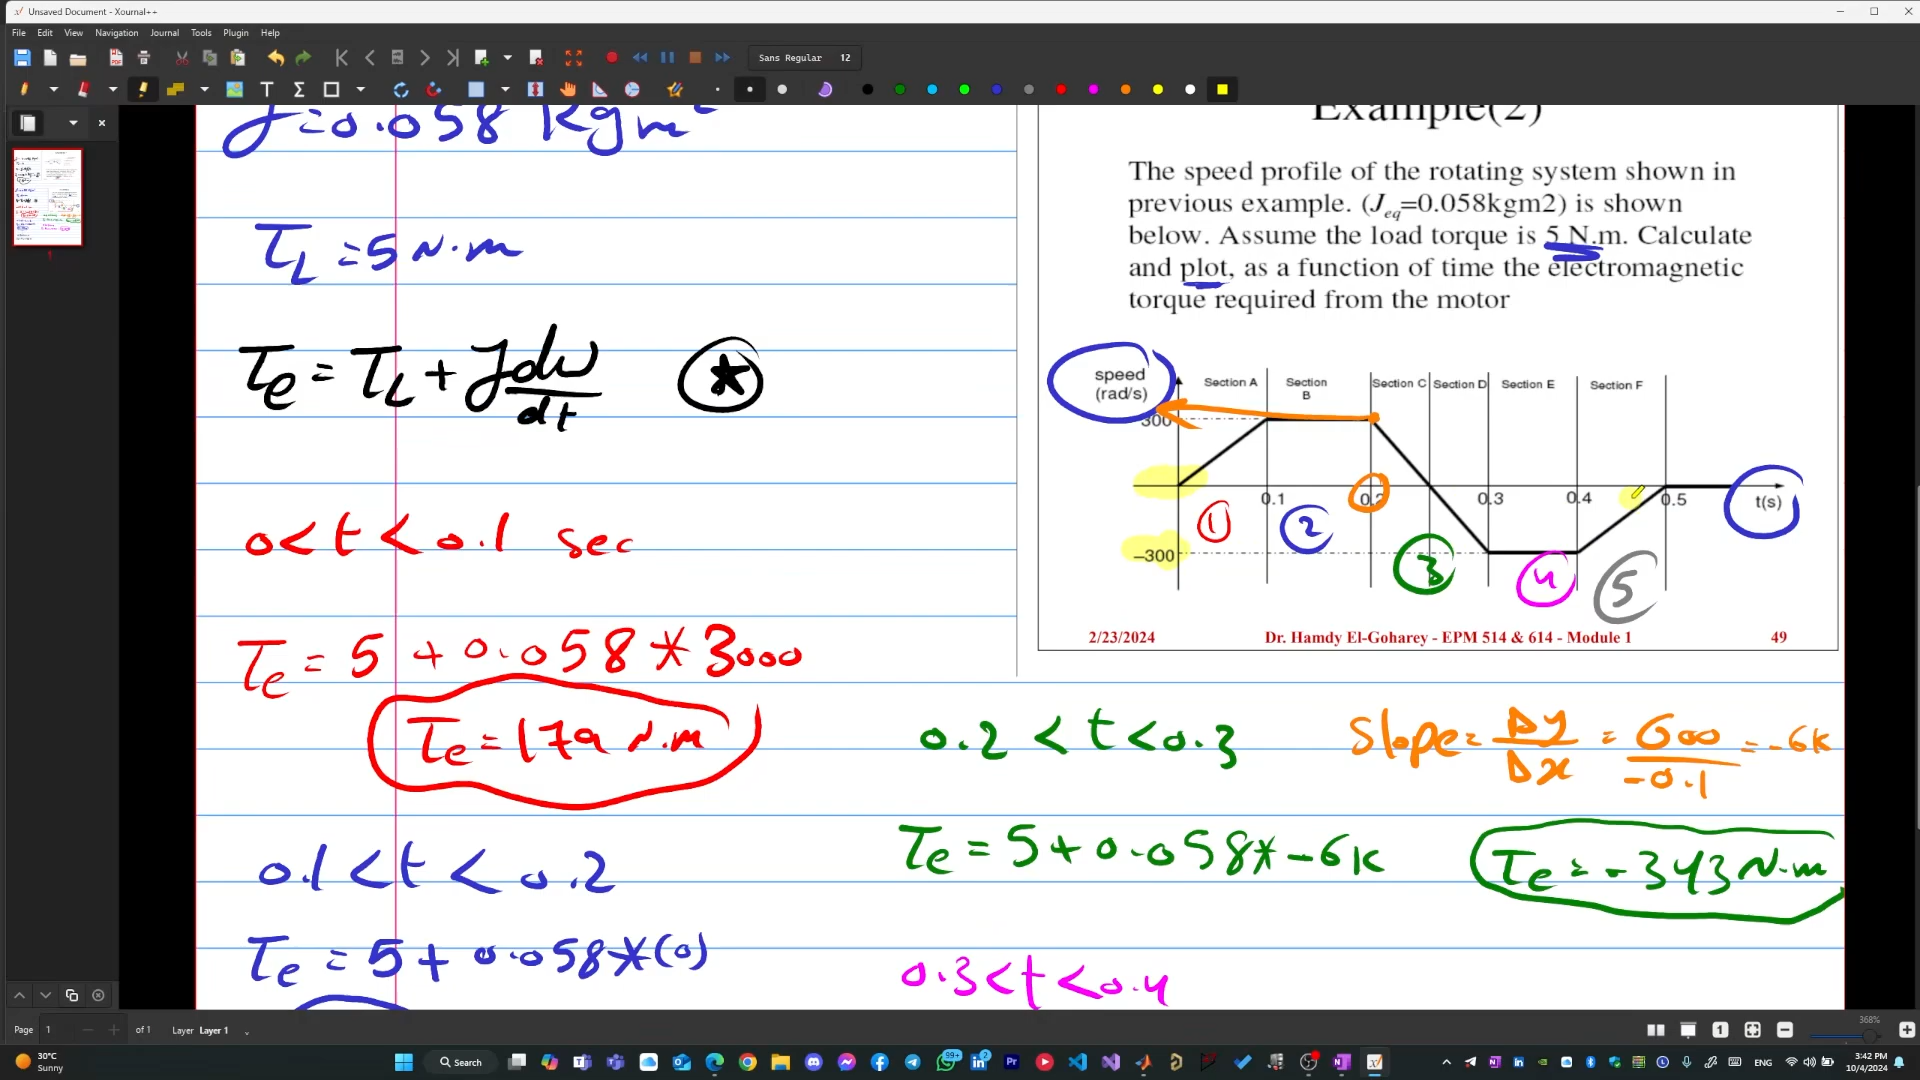 Unsaved Document - Xournal++
File Edit View Navigation Journal Tools Plugin Help
Sans Regular 12
J=0.058 Kgm²
TL = 5 N.m
Te = TL + J dω/dt ★
0 < t < 0.1 sec
Te = 5 + 0.058 * 3000
Te = 179 N.m
0.1 < t < 0.2
Te = 5 + 0.058 * (0)
Example(2)
The speed profile of the rotating system shown in
previous example. (Jeq=0.058kgm2) is shown
below. Assume the load torque is 5 N.m. Calculate
and plot, as a function of time the electromagnetic
torque required from the motor
speed
(rad/s)
Section A Section B Section C Section D Section E Section F
300
0.1 0.2 0.3 0.4 0.5 t(s)
–300
1 2 3 4 5
2/23/2024 Dr. Hamdy El-Goharey - EPM 514 & 614 - Module 1 49
0.2 < t < 0.3 Slope = Δy/Δx = 600/-0.1 = -6k
Te = 5 + 0.058 * -6k Te = -343 N.m
0.3 < t < 0.4
Page 1 of 1 Layer Layer 1
368%
30°C
Sunny
Search
99+
2
ENG
3:42 PM
10/4/2024